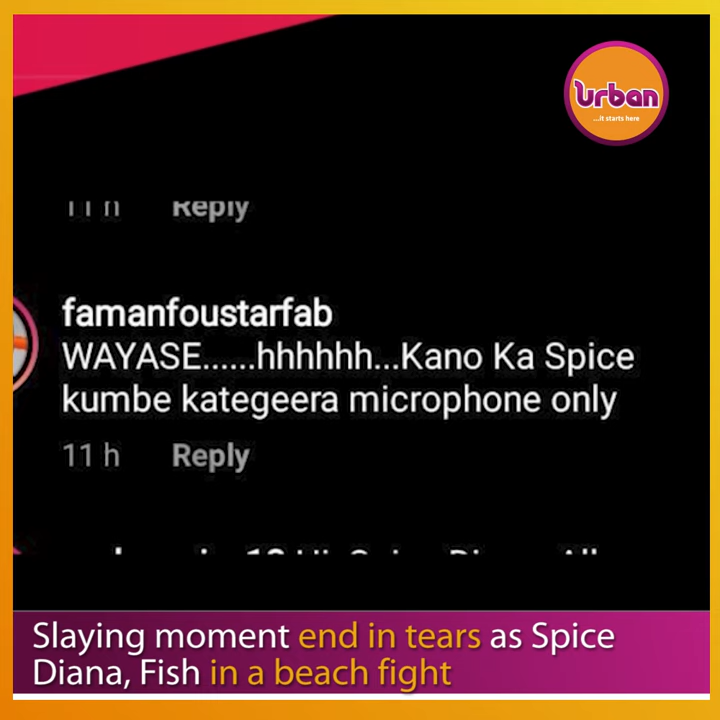 Urban
...it starts here
11 h Reply
famanfoustarfab
WAYASE......hhhhhh...Kano Ka Spice
kumbe kategeera microphone only
11 h Reply
Slaying moment end in tears as Spice
Diana, Fish in a beach fight